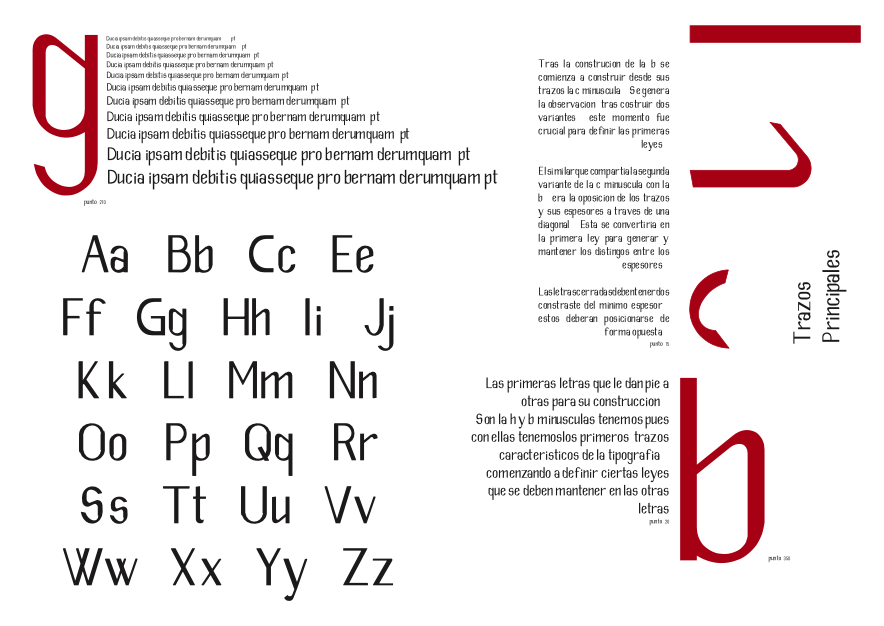 g
Ducia ipsam debitis quiasseque pro bernam derumquam pt
Ducia ipsam debitis quiasseque pro bernam derumquam pt
Ducia ipsam debitis quiasseque pro bernam derumquam pt
Ducia ipsam debitis quiasseque pro bernam derumquam pt
Ducia ipsam debitis quiasseque pro bernam derumquam pt
Ducia ipsam debitis quiasseque pro bernam derumquam pt
Ducia ipsam debitis quiasseque pro bernam derumquam pt
Ducia ipsam debitis quiasseque pro bernam derumquam pt
Ducia ipsam debitis quiasseque pro bernam derumquam pt
Ducia ipsam debitis quiasseque pro bernam derumquam pt
Ducia ipsam debitis quiasseque pro bernam derumquam pt
punto 210
Aa Bb Cc Ee
Ff Gg Hh Ii Jj
Kk Ll Mm Nn
Oo Pp Qq Rr
Ss Tt Uu Vv
Ww Xx Yy Zz
Tras la construcion de la b se
comienza a construir desde sus
trazos la c minuscula Se genera
la observacion tras costruir dos
variantes este momento fue
crucial para definir las primeras
leyes
El similar que compartia la segunda
variante de la c minuscula con la
b era la oposicion de los trazos
y sus espesores a traves de una
diagonal Esta se convertiria en
la primera ley para generar y
mantener los distingos entre los
espesores
Las letras cerradas deben tener dos
constraste del minimo espesor
estos deberan posicionarse de
forma opuesta
punto 15
Trazos
Principales
Las primeras letras que le dan pie a
otras para su construccion
Son la h y b minusculas tenemos pues
con ellas tenemos los primeros trazos
caracteristicos de la tipografia
comenzando a definir ciertas leyes
que se deben mantener en las otras
letras
punto 20
b
punto 350